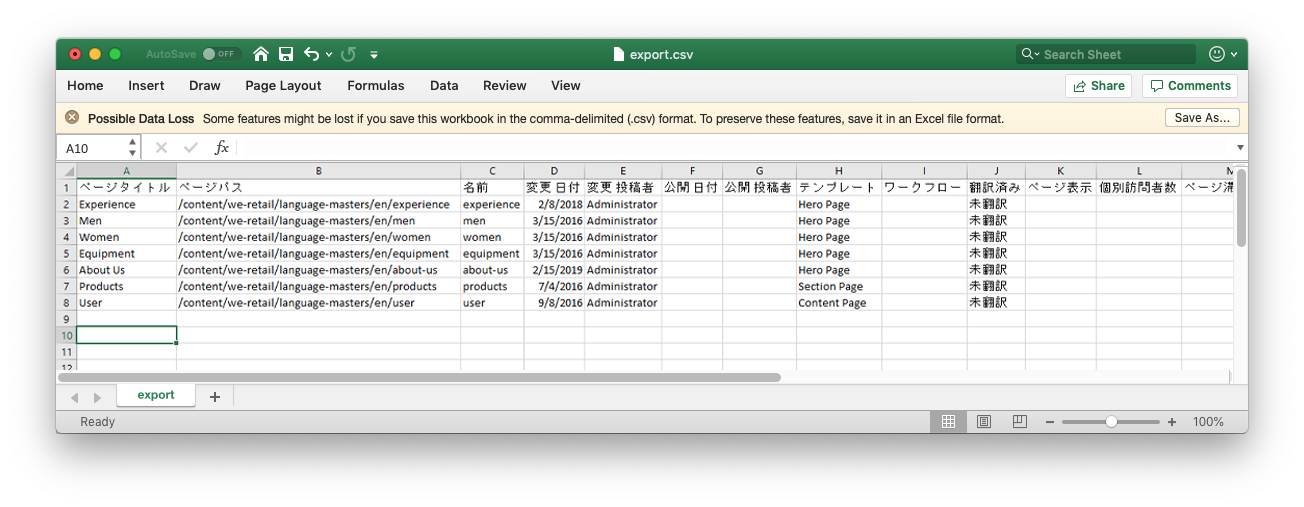 AutoSave OFF export.csv Search Sheet
Home Insert Draw Page Layout Formulas Data Review View Share Comments
Possible Data Loss Some features might be lost if you save this workbook in the comma-delimited (.csv) format. To preserve these features, save it in an Excel file format. Save As...
A10 fx
A B C D E F G H I J K L
1 ページタイトル ページパス 名前 変更 日付 変更 投稿者 公開 日付 公開 投稿者 テンプレート ワークフロー 翻訳済み ページ表示 個別訪問者数 ページ滞
2 Experience /content/we-retail/language-masters/en/experience experience 2/8/2018 Administrator Hero Page 未翻訳
3 Men /content/we-retail/language-masters/en/men men 3/15/2016 Administrator Hero Page 未翻訳
4 Women /content/we-retail/language-masters/en/women women 3/15/2016 Administrator Hero Page 未翻訳
5 Equipment /content/we-retail/language-masters/en/equipment equipment 3/15/2016 Administrator Hero Page 未翻訳
6 About Us /content/we-retail/language-masters/en/about-us about-us 2/15/2019 Administrator Hero Page 未翻訳
7 Products /content/we-retail/language-masters/en/products products 7/4/2016 Administrator Section Page 未翻訳
8 User /content/we-retail/language-masters/en/user user 9/8/2016 Administrator Content Page 未翻訳
9
10
11
12
export
Ready 100%